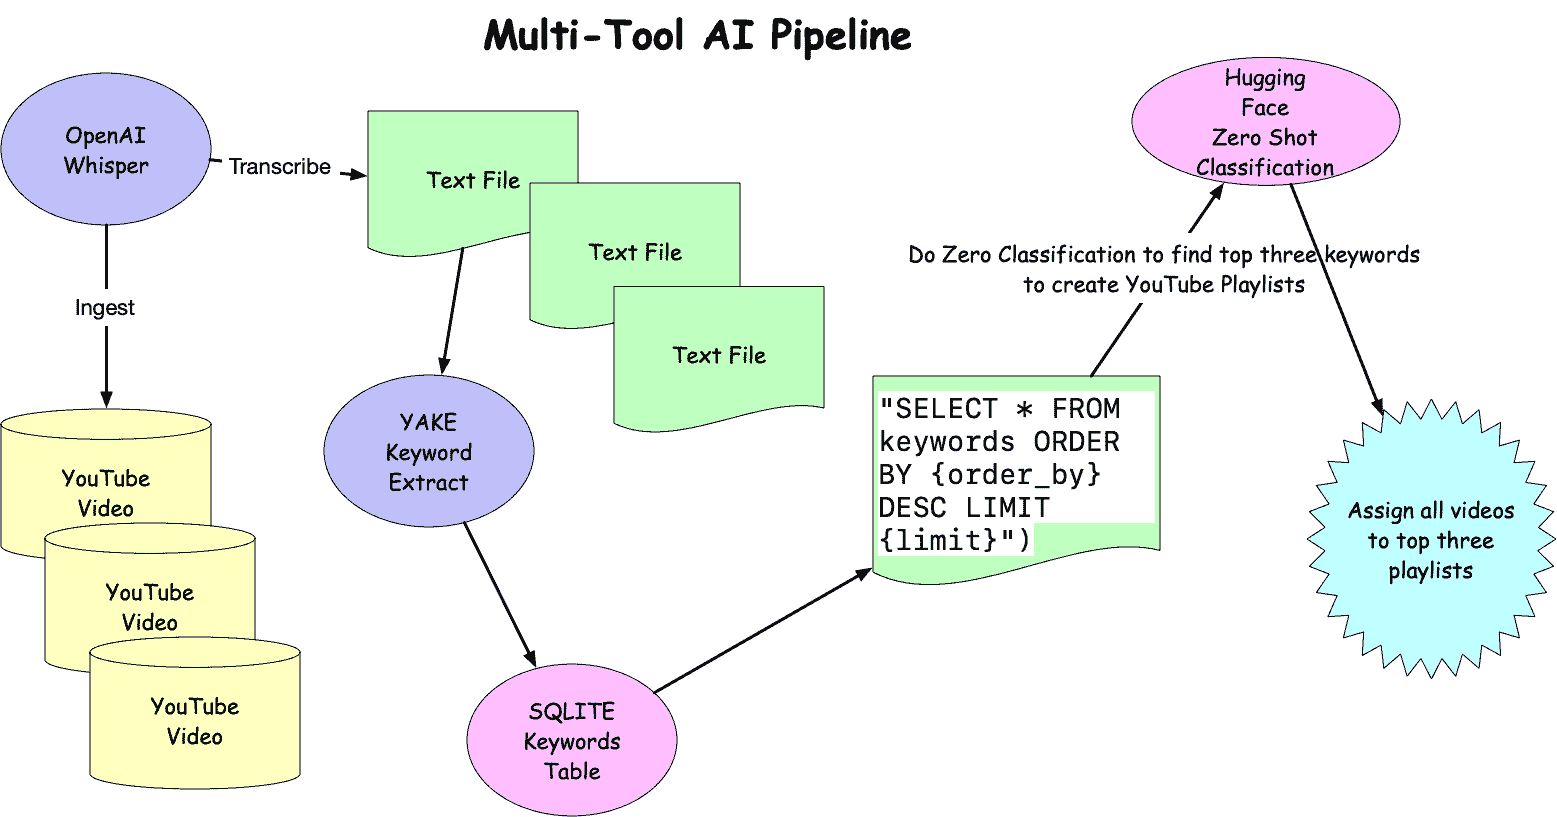 Multi-Tool AI Pipeline
OpenAI
Whisper
Transcribe
Ingest
YouTube
Video
YouTube
Video
YouTube
Video
Text File
Text File
Text File
YAKE
Keyword
Extract
SQLITE
Keywords
Table
"SELECT * FROM
keywords ORDER
BY {order_by}
DESC LIMIT
{limit}")
Do Zero Classification to find top three keywords
to create YouTube Playlists
Hugging
Face
Zero Shot
Classification
Assign all videos
to top three
playlists